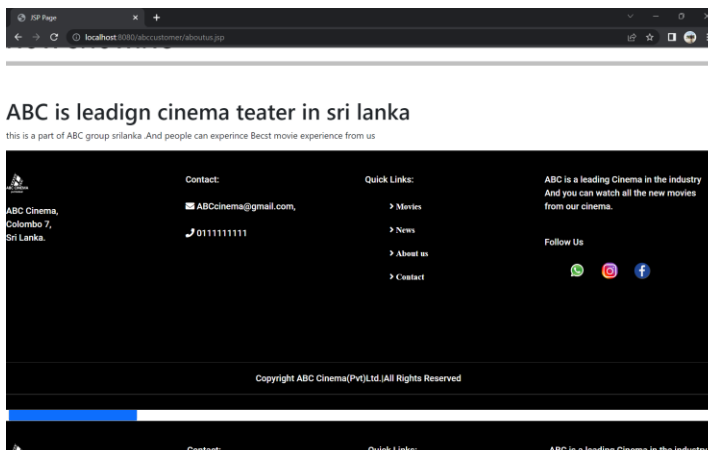 JSP Page
localhost:8080/abccustomer/aboutus.jsp
ABC is leadign cinema teater in sri lanka
this is a part of ABC group srilanka .And people can experince Becst movie experience from us
ABC CINEMA
Contact:
Quick Links:
ABC is a leading Cinema in the industry
And you can watch all the new movies
from our cinema.
ABC Cinema,
Colombo 7,
Sri Lanka.
ABCcinema@gmail.com,
0111111111
Movies
News
About us
Contact
Follow Us
Copyright ABC Cinema(Pvt)Ltd.|All Rights Reserved
Contact:
Quick Links:
ABC is a leading Cinema in the industry